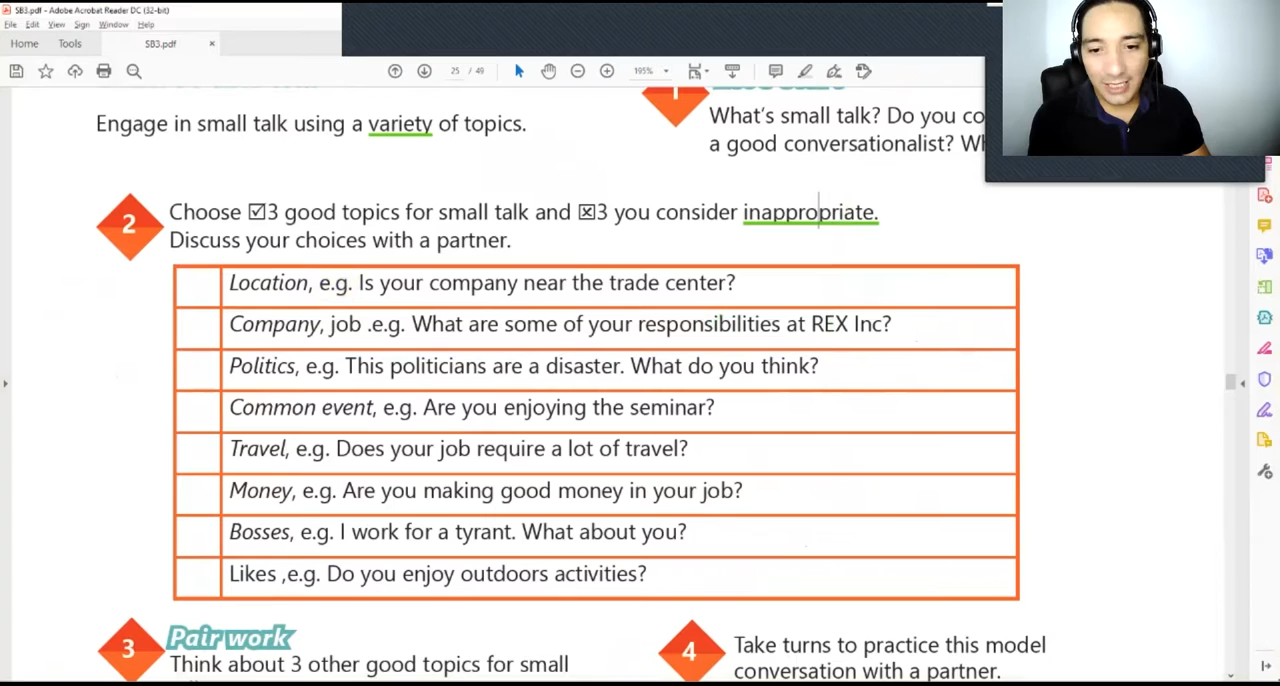 SB3.pdf - Adobe Acrobat Reader DC (32-bit)
File Edit View Sign Window Help
Home Tools SB3.pdf ×
25 / 49 195%
Engage in small talk using a variety of topics.
1
What's small talk? Do you co
a good conversationalist? Wh
2
Choose ☑3 good topics for small talk and ☒3 you consider inappropriate.
Discuss your choices with a partner.
Location, e.g. Is your company near the trade center?
Company, job .e.g. What are some of your responsibilities at REX Inc?
Politics, e.g. This politicians are a disaster. What do you think?
Common event, e.g. Are you enjoying the seminar?
Travel, e.g. Does your job require a lot of travel?
Money, e.g. Are you making good money in your job?
Bosses, e.g. I work for a tyrant. What about you?
Likes ,e.g. Do you enjoy outdoors activities?
3
Pair work
Think about 3 other good topics for small
4
Take turns to practice this model
conversation with a partner.